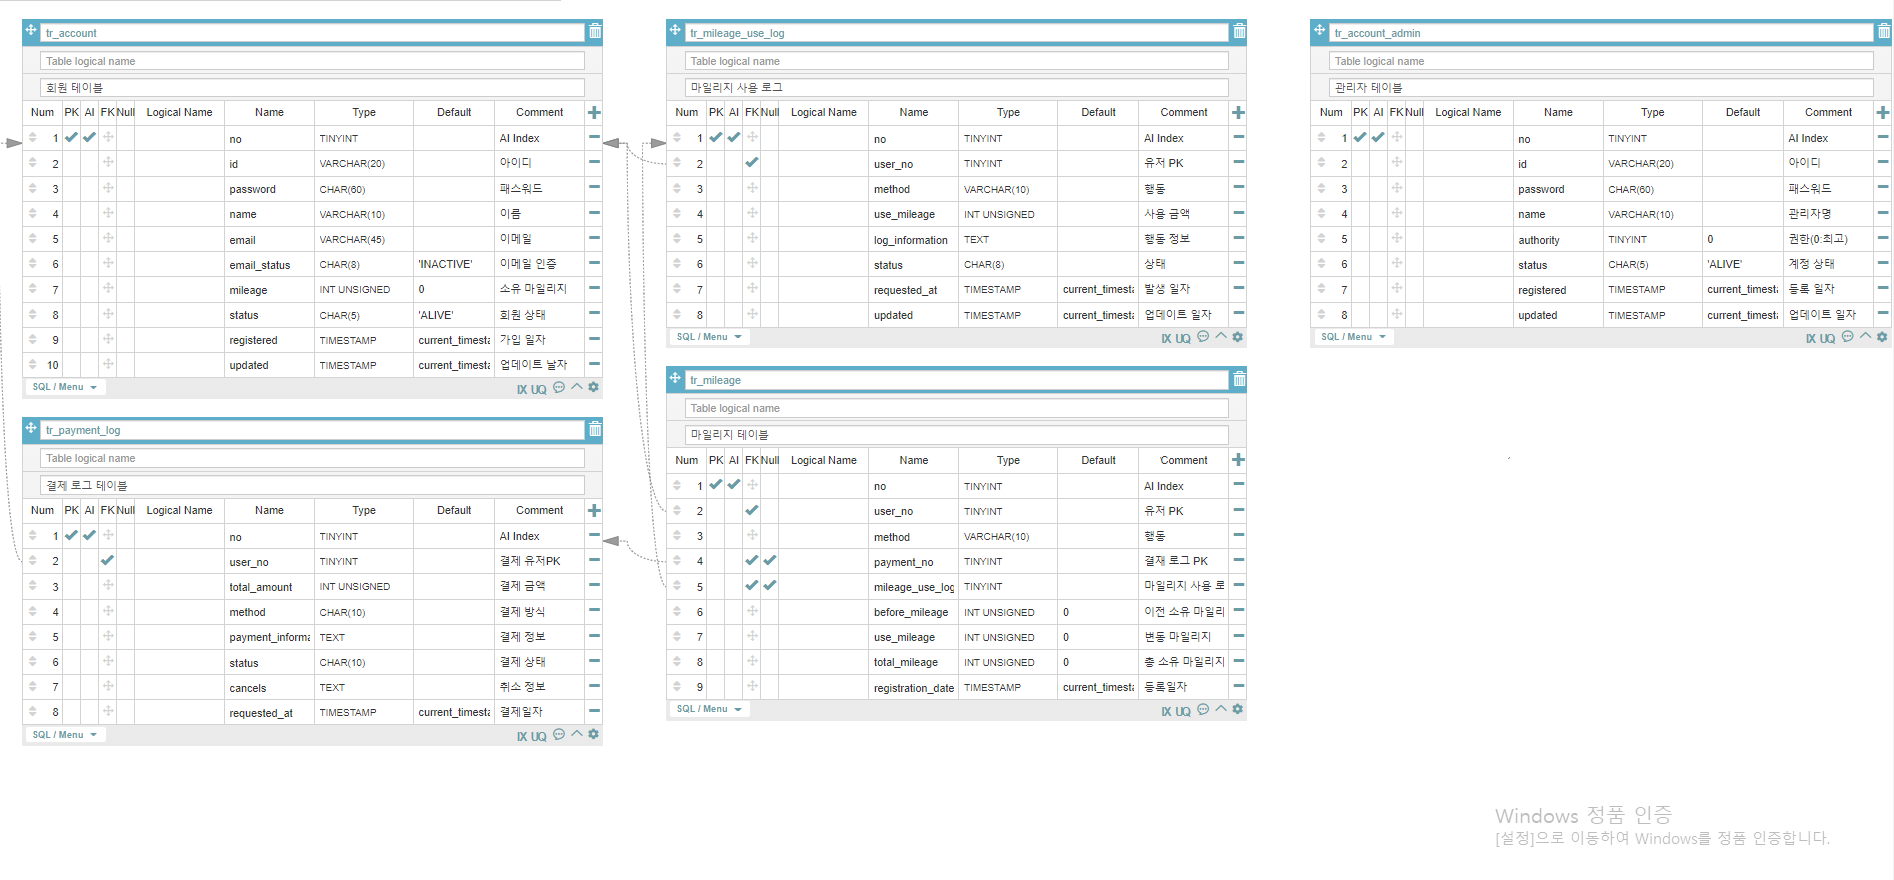 tr_account
Table logical name
회원 테이블
Num PK AI FK Null Logical Name Name Type Default Comment
1 no TINYINT AI Index
2 id VARCHAR(20) 아이디
3 password CHAR(60) 패스워드
4 name VARCHAR(10) 이름
5 email VARCHAR(45) 이메일
6 email_status CHAR(8) 'INACTIVE' 이메일 인증
7 mileage INT UNSIGNED 0 소유 마일리지
8 status CHAR(5) 'ALIVE' 회원 상태
9 registered TIMESTAMP current_timesta 가입 일자
10 updated TIMESTAMP current_timesta 업데이트 날자
SQL / Menu IX UQ
tr_payment_log
Table logical name
결제 로그 테이블
Num PK AI FK Null Logical Name Name Type Default Comment
1 no TINYINT AI Index
2 user_no TINYINT 결제 유저PK
3 total_amount INT UNSIGNED 결제 금액
4 method CHAR(10) 결제 방식
5 payment_informa TEXT 결제 정보
6 status CHAR(10) 결제 상태
7 cancels TEXT 취소 정보
8 requested_at TIMESTAMP current_timesta 결제일자
SQL / Menu IX UQ
tr_mileage_use_log
Table logical name
마일리지 사용 로그
Num PK AI FK Null Logical Name Name Type Default Comment
1 no TINYINT AI Index
2 user_no TINYINT 유저 PK
3 method VARCHAR(10) 행동
4 use_mileage INT UNSIGNED 사용 금액
5 log_information TEXT 행동 정보
6 status CHAR(8) 상태
7 requested_at TIMESTAMP current_timesta 발생 일자
8 updated TIMESTAMP current_timesta 업데이트 일자
SQL / Menu IX UQ
tr_mileage
Table logical name
마일리지 테이블
Num PK AI FK Null Logical Name Name Type Default Comment
1 no TINYINT AI Index
2 user_no TINYINT 유저 PK
3 method VARCHAR(10) 행동
4 payment_no TINYINT 결재 로그 PK
5 mileage_use_log TINYINT 마일리지 사용 로
6 before_mileage INT UNSIGNED 0 이전 소유 마일리
7 use_mileage INT UNSIGNED 0 변동 마일리지
8 total_mileage INT UNSIGNED 0 총 소유 마일리지
9 registration_date TIMESTAMP current_timesta 등록일자
SQL / Menu IX UQ
tr_account_admin
Table logical name
관리자 테이블
Num PK AI FK Null Logical Name Name Type Default Comment
1 no TINYINT AI Index
2 id VARCHAR(20) 아이디
3 password CHAR(60) 패스워드
4 name VARCHAR(10) 관리자명
5 authority TINYINT 0 권한(0:최고)
6 status CHAR(5) 'ALIVE' 계정 상태
7 registered TIMESTAMP current_timesta 등록 일자
8 updated TIMESTAMP current_timesta 업데이트 일자
SQL / Menu IX UQ
Windows 정품 인증
[설정]으로 이동하여 Windows를 정품 인증합니다.